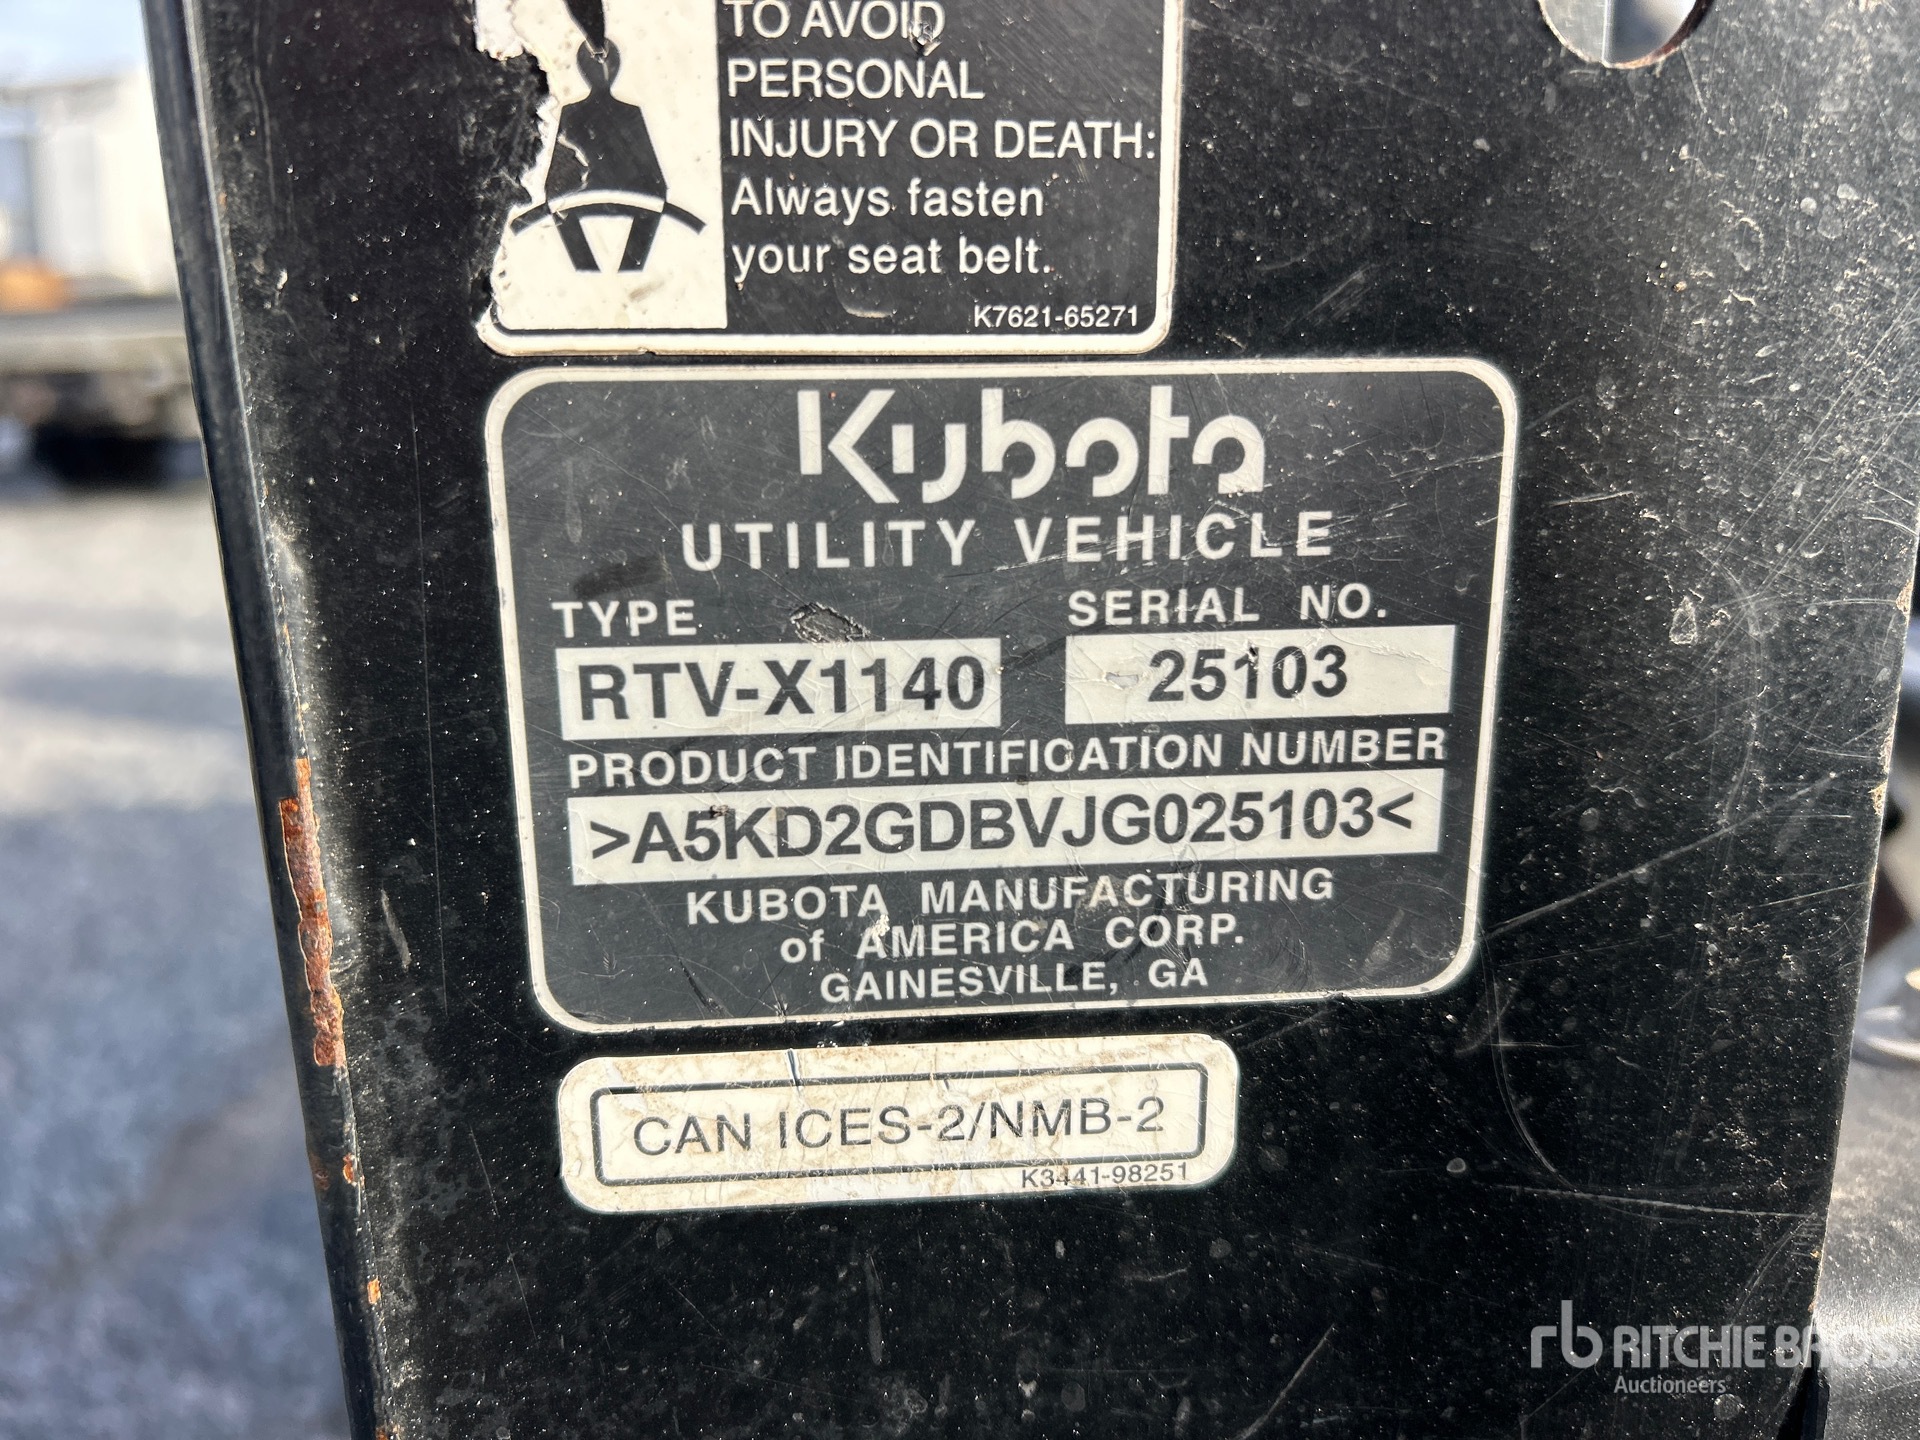 TO AVOID
PERSONAL
INJURY OR DEATH:
Always fasten
your seat belt.
K7621-65271
Kubota
UTILITY VEHICLE
TYPE SERIAL NO.
RTV-X1140 25103
PRODUCT IDENTIFICATION NUMBER
>A5KD2GDBVJG025103<
KUBOTA MANUFACTURING
of AMERICA CORP.
GAINESVILLE, GA
CAN ICES-2/NMB-2
K3441-98251
rb RITCHIE BROS.
Auctioneers